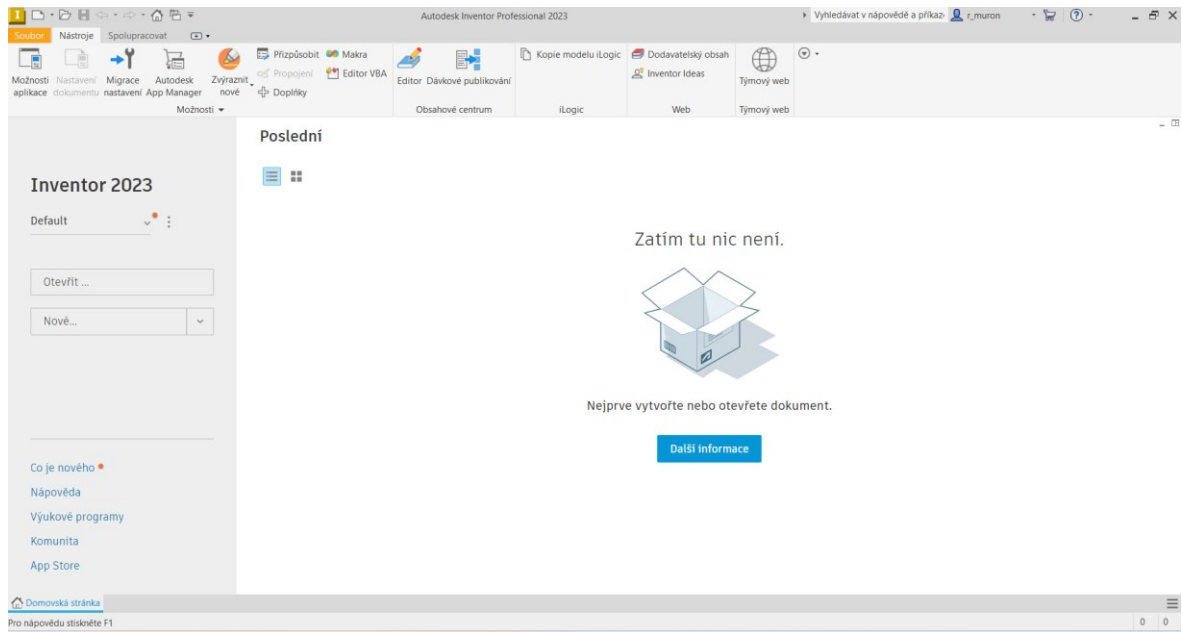 Autodesk Inventor Professional 2023
Vyhledávat v nápovědě a příkaz
r_muron
Soubor Nástroje Spolupracovat
Možnosti aplikace
Nastavení dokumentu
Migrace nastavení
Autodesk App Manager
Zvýraznit nové
Přizpůsobit
Propojení
Doplňky
Makra
Editor VBA
Možnosti
Editor
Dávkové publikování
Obsahové centrum
Kopie modelu iLogic
iLogic
Dodavatelský obsah
Inventor Ideas
Web
Týmový web
Týmový web
Inventor 2023
Default
Otevřít ...
Nové...
Co je nového
Nápověda
Výukové programy
Komunita
App Store
Poslední
Zatím tu nic není.
Nejprve vytvořte nebo otevřete dokument.
Další informace
Domovská stránka
Pro nápovědu stiskněte F1
0 0